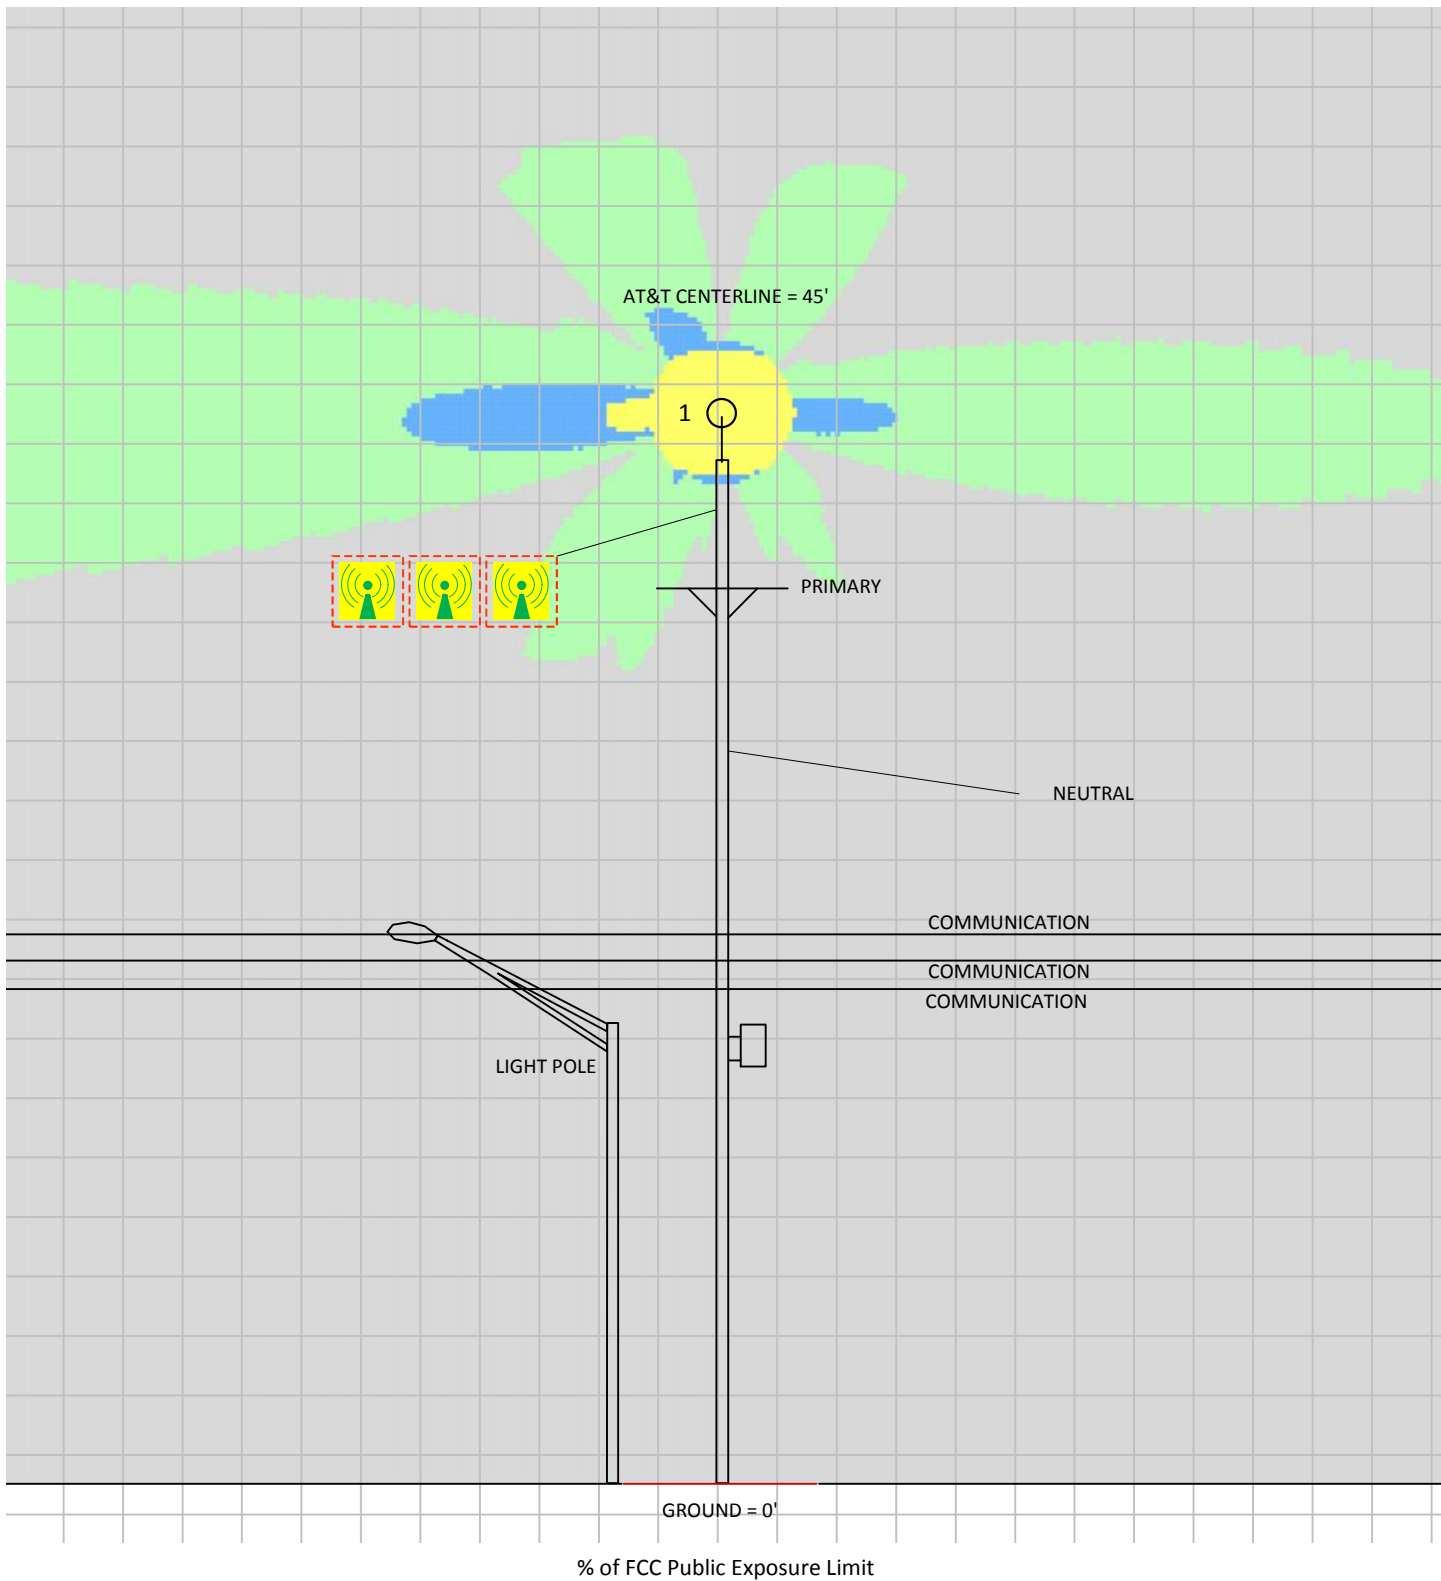 AT&T CENTERLINE = 45'
1
PRIMARY
NEUTRAL
COMMUNICATION
COMMUNICATION
COMMUNICATION
LIGHT POLE
GROUND = 0'
% of FCC Public Exposure Limit